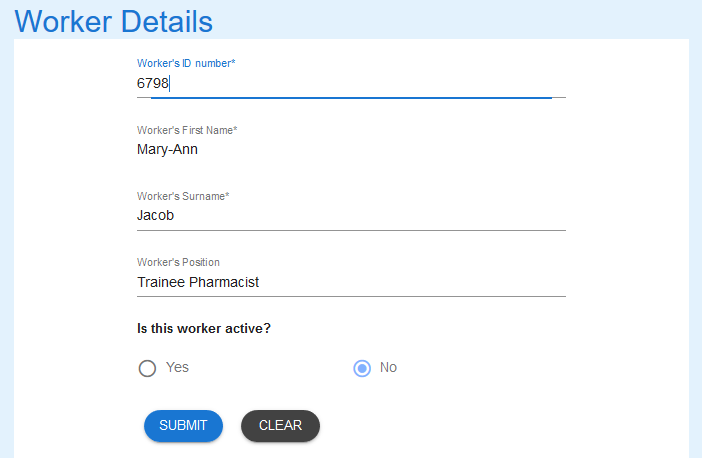 Worker Details
Worker's ID number*
6798
Worker's First Name*
Mary-Ann
Worker's Surname*
Jacob
Worker's Position
Trainee Pharmacist
Is this worker active?
Yes No
SUBMIT CLEAR